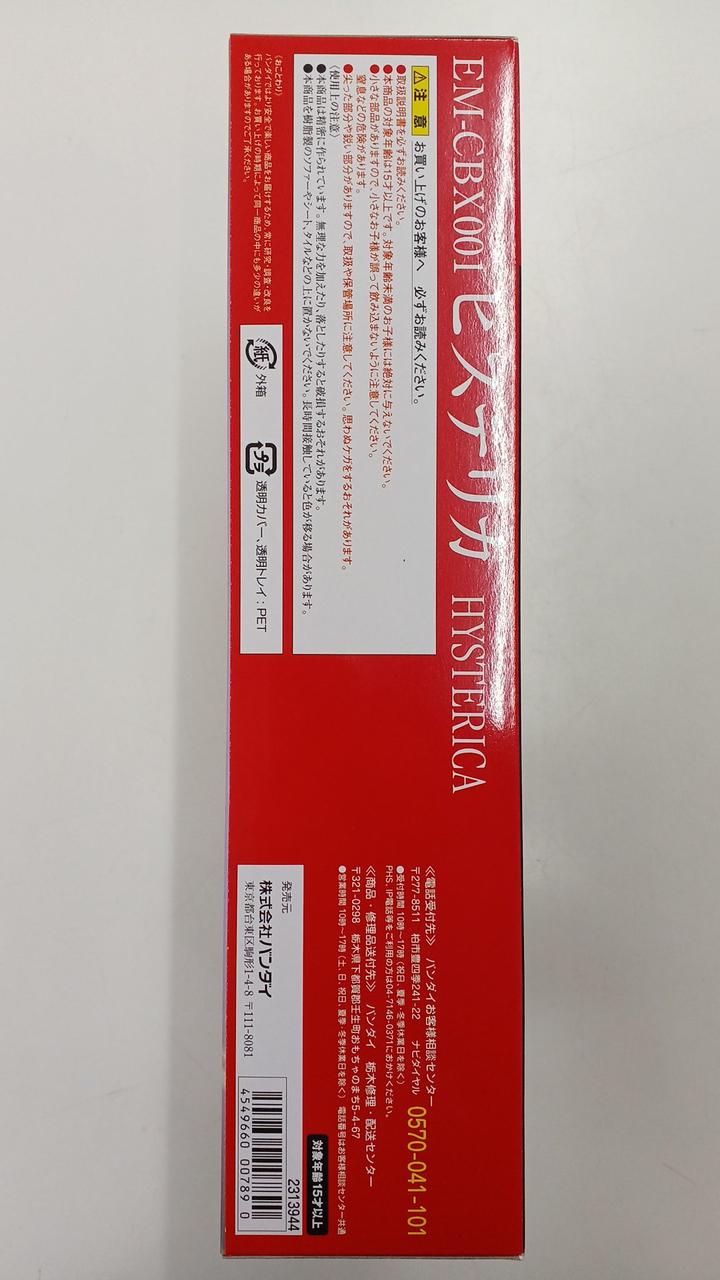 EM-CBX001 ヒステリカ HYSTERICA
注意 お買い上げのお客様へ 必ずお読みください。
●取扱説明書を必ずお読みください。
●本商品の対象年齢は15才以上です。対象年齢未満のお子様には絶対に与えないでください。
●小さな部品がありますので、小さなお子様が誤って飲み込まないように注意してください。
窒息などの危険があります。
●尖った部分や鋭い部分がありますので、取扱や保管場所に注意してください。思わぬケガをするおそれがあります。
〈使用上の注意〉
●本商品は精密に作られています。無理な力を加えたり、落としたりすると破損するおそれがあります。
●本商品を樹脂製のソファーやシート、タイルなどの上に置かないでください。長時間接触していると色が移る場合があります。
〈おことわり〉
バンダイではより安全で楽しい商品をお届けするため、常に研究・調査・改良を
行っております。お買い上げの時期によって同一商品の中にも多少の違いが
ある場合がありますのでご了承ください。
紙 外箱
プラ 透明カバー、透明トレイ：PET
≪電話受付先≫ バンダイお客様相談センター
〒277-8511 柏市豊四季241-22 ナビダイヤル 0570-041-101
●受付時間 10時〜17時（祝日、夏季・冬季休業日を除く）
PHS、IP電話等をご利用の方は04-7146-0371におかけください。
≪商品・修理品送付先≫ バンダイ 栃木修理・配送センター
〒321-0298 栃木県下都賀郡壬生町おもちゃのまち5-4-67
●営業時間 10時〜17時（土、日、祝日、夏季・冬季休業日を除く） 電話番号はお客様相談センター共通
発売元
株式会社バンダイ
東京都台東区駒形1-4-8 〒111-8081
対象年齢15才以上
2313944
4 549660 007890